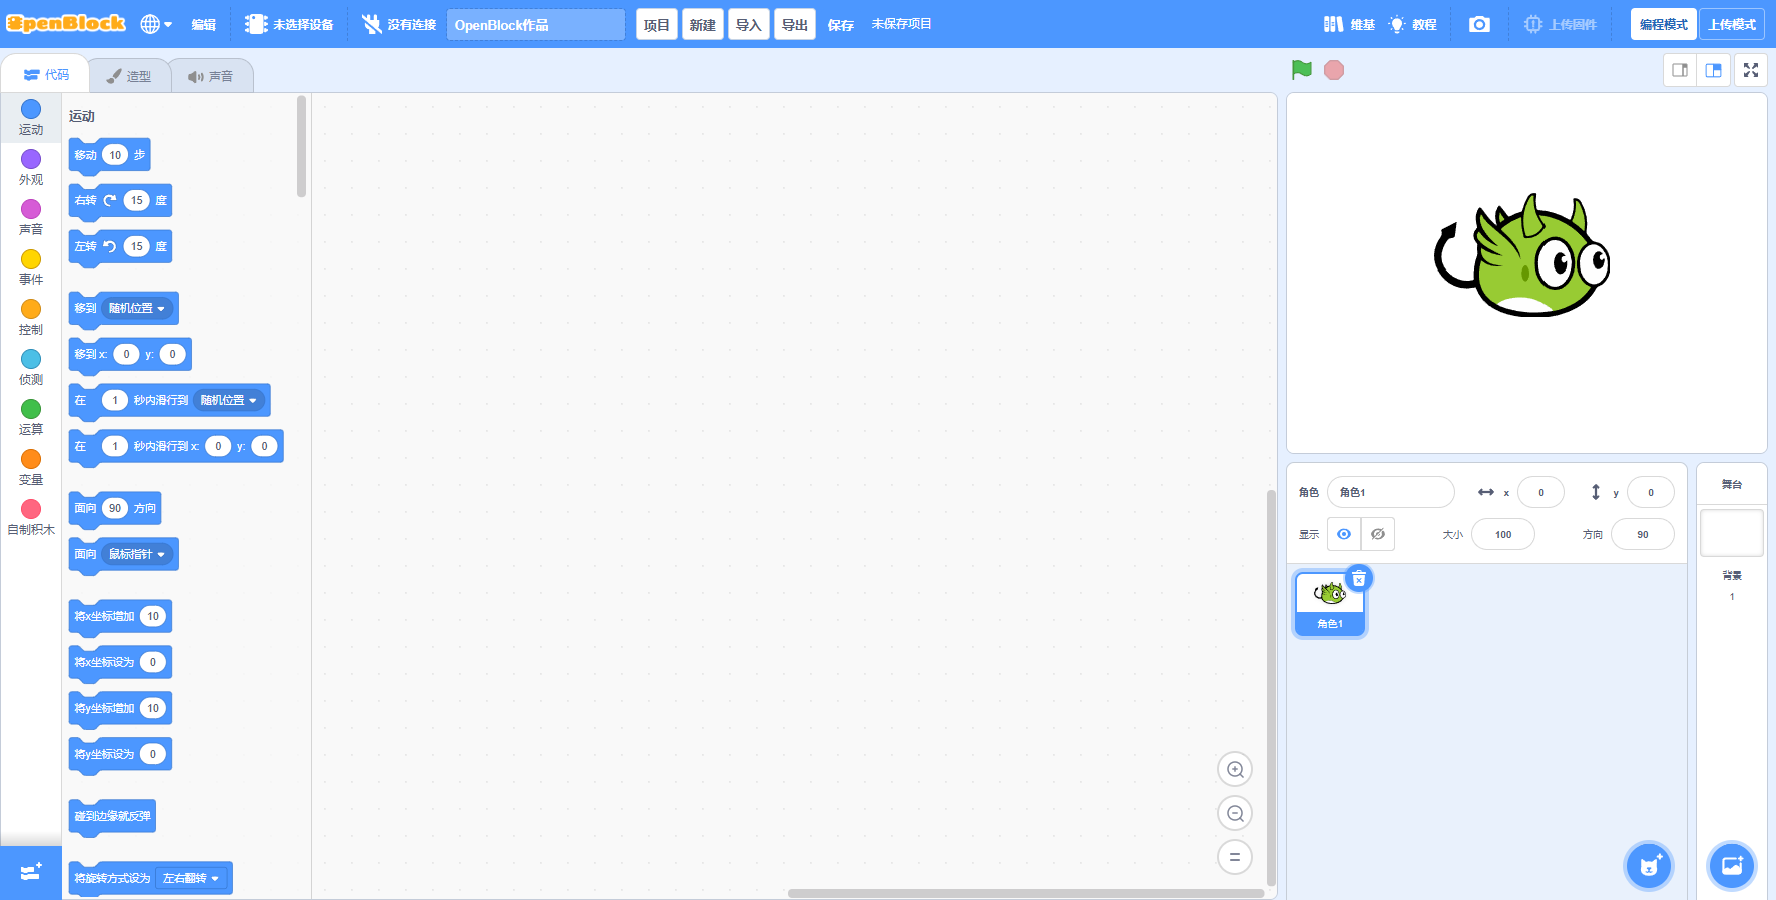 OpenBlock
编辑
未选择设备
没有连接
OpenBlock作品
项目
新建
导入
导出
保存
未保存项目
维基
教程
上传固件
编程模式
上传模式
代码
造型
声音
运动
外观
声音
事件
控制
侦测
运算
变量
自制积木
运动
移动 10 步
右转 15 度
左转 15 度
移到 随机位置
移到 x: 0 y: 0
在 1 秒内滑行到 随机位置
在 1 秒内滑行到 x: 0 y: 0
面向 90 方向
面向 鼠标指针
将x坐标增加 10
将x坐标设为 0
将y坐标增加 10
将y坐标设为 0
碰到边缘就反弹
将旋转方式设为 左右翻转
角色 角色1 x 0 y 0
显示 大小 100 方向 90
角色1
舞台
背景
1